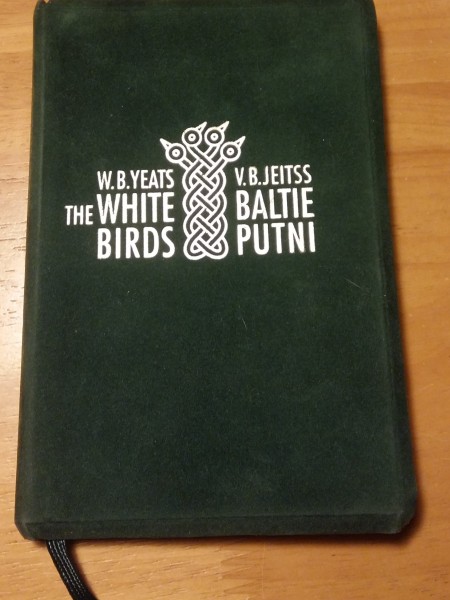 W.B.YEATS
THE WHITE
BIRDS
V.B.JEITSS
BALTIE
PUTNI